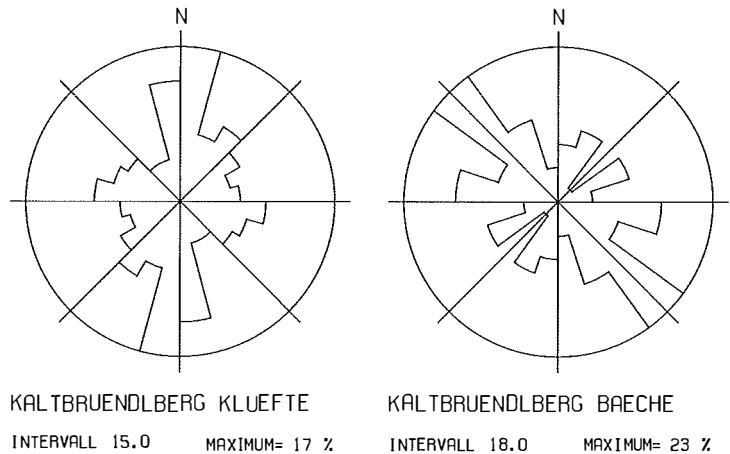 N
N
KALTBRUENDLBERG KLUEFTE
INTERVALL 15.0 MAXIMUM= 17 %
KALTBRUENDLBERG BAECHE
INTERVALL 18.0 MAXIMUM= 23 %